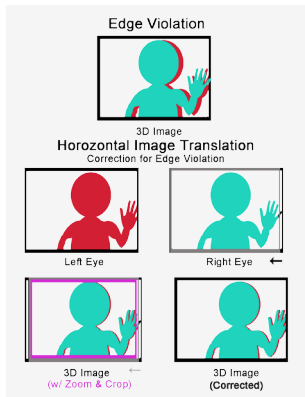 Edge Violation
3D Image
Horozontal Image Translation
Correction for Edge Violation
Left Eye
Right Eye
3D Image
(w/ Zoom & Crop)
3D Image
(Corrected)